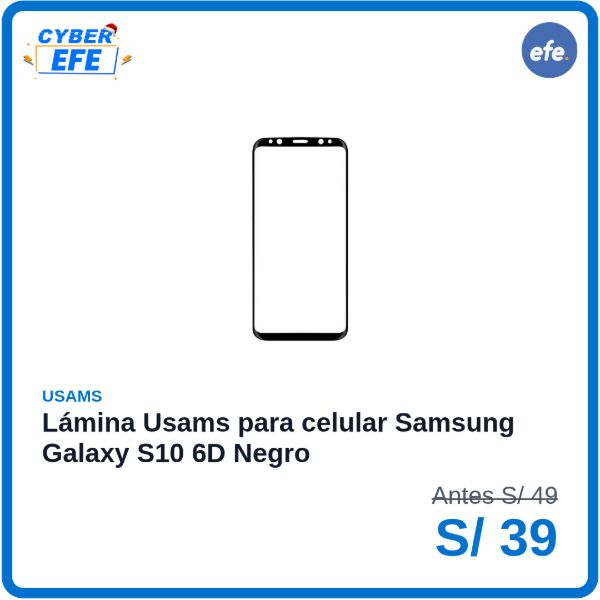 CYBER
EFE
efe.
USAMS
Lámina Usams para celular Samsung
Galaxy S10 6D Negro
Antes S/ 49
S/ 39